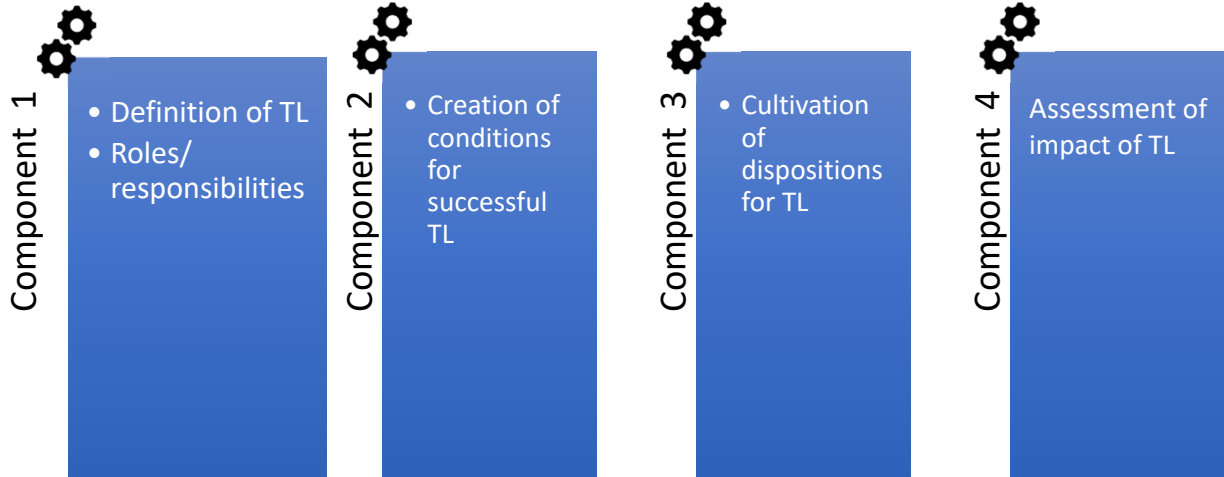 Component 1
• Definition of TL
• Roles/
responsibilities
Component 2
• Creation of
conditions
for
successful
TL
Component 3
• Cultivation
of
dispositions
for TL
Component 4
Assessment of
impact of TL